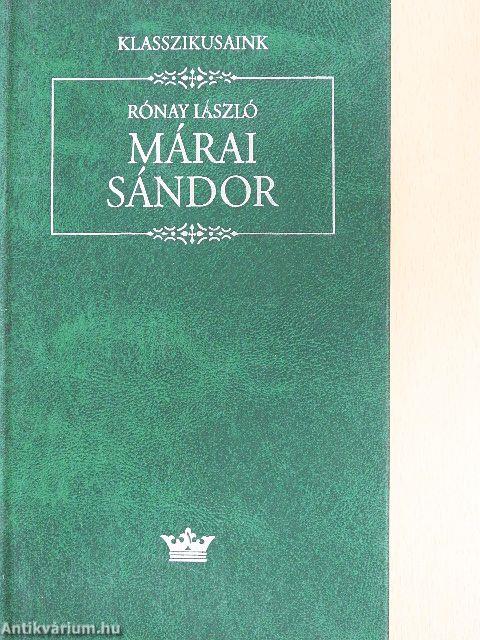 KLASSZIKUSAINK
RÓNAY LÁSZLÓ
MÁRAI
SÁNDOR
Antikvárium.hu